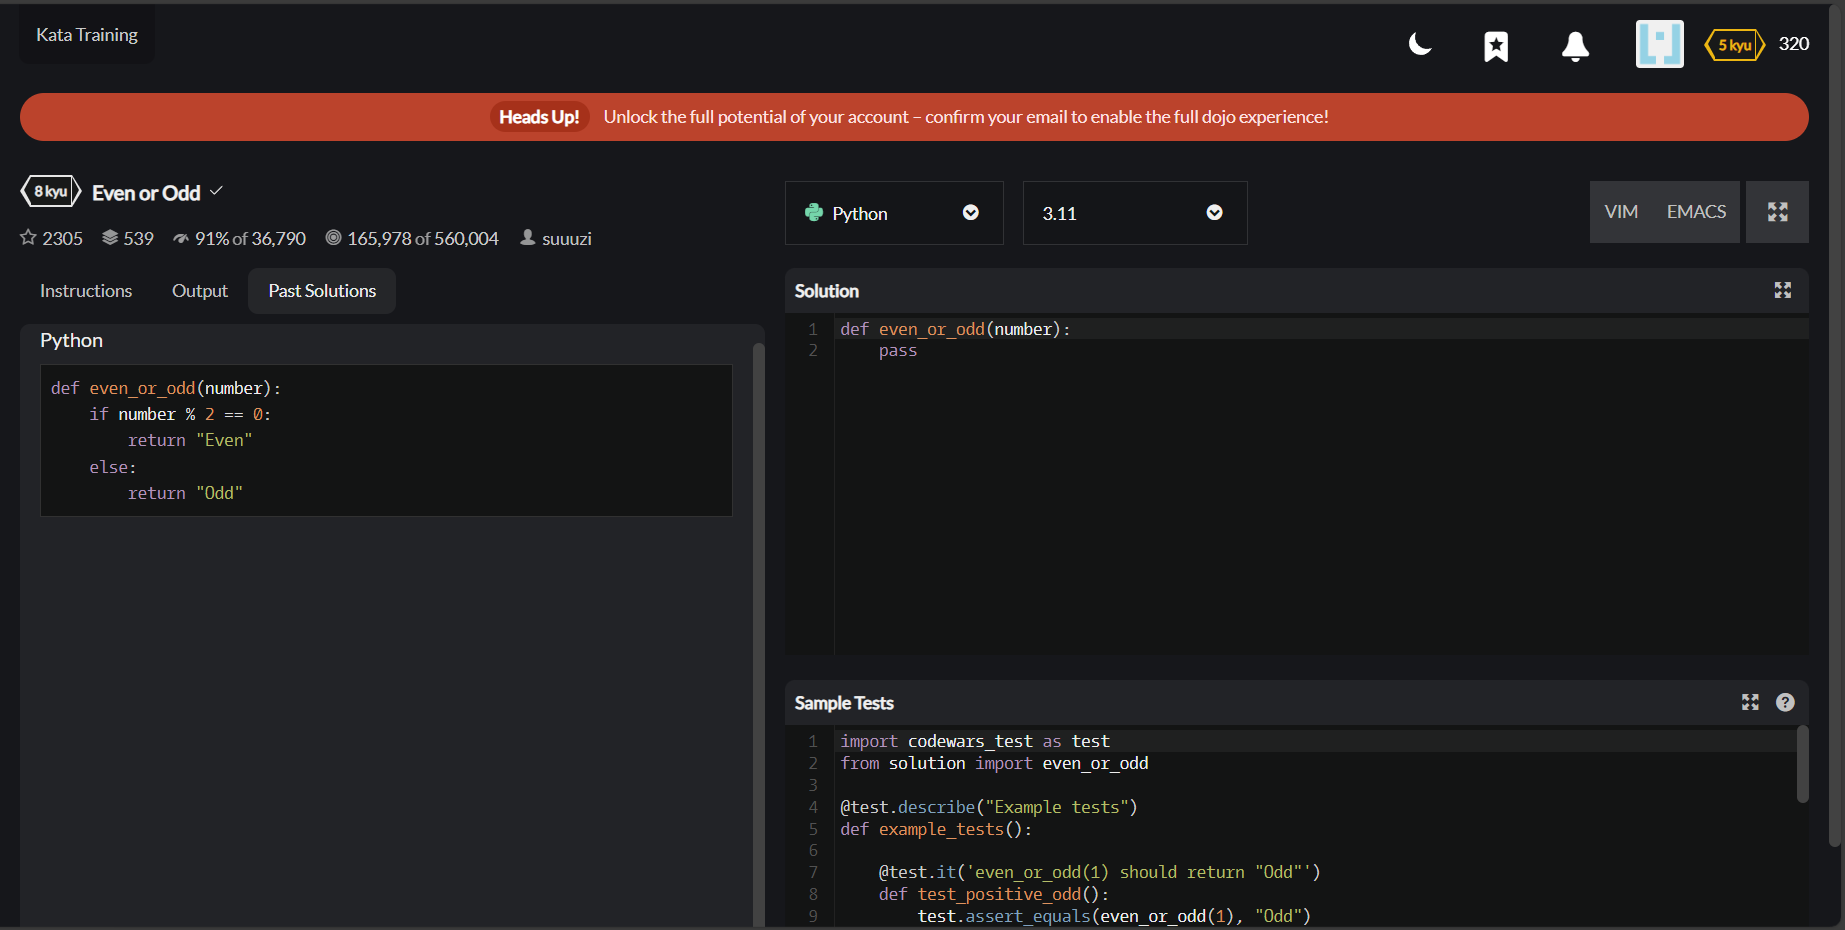 Kata Training
5 kyu 320
Heads Up! Unlock the full potential of your account – confirm your email to enable the full dojo experience!
8 kyu Even or Odd
2305 539 91% of 36,790 165,978 of 560,004 suuuzi
Instructions Output Past Solutions
Python
def even_or_odd(number):
    if number % 2 == 0:
        return "Even"
    else:
        return "Odd"
Python 3.11 VIM EMACS
Solution
1 def even_or_odd(number):
2     pass
Sample Tests
1 import codewars_test as test
2 from solution import even_or_odd
3
4 @test.describe("Example tests")
5 def example_tests():
6
7     @test.it('even_or_odd(1) should return "Odd"')
8     def test_positive_odd():
9         test.assert_equals(even_or_odd(1), "Odd")